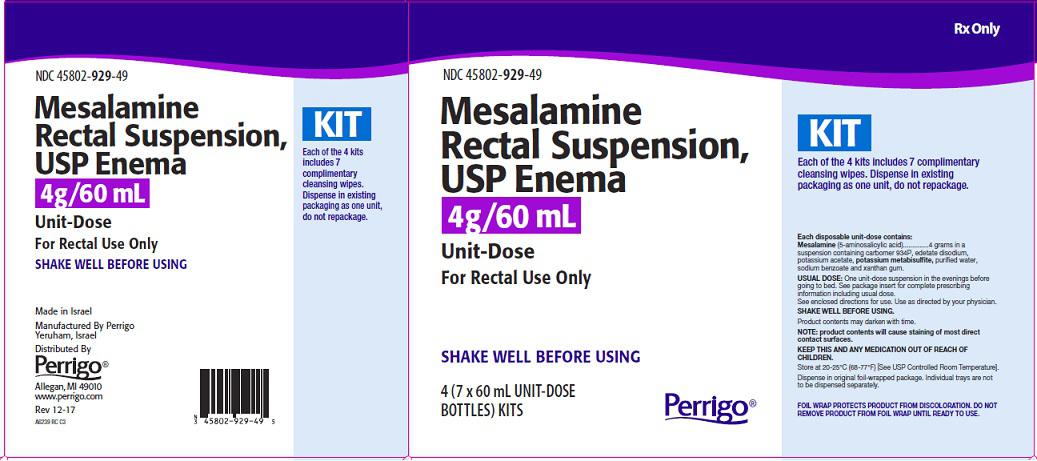 NDC 45802-929-49
Mesalamine
Rectal Suspension,
USP Enema
4g/60 mL
Unit-Dose
For Rectal Use Only
SHAKE WELL BEFORE USING
Made in Israel
Manufactured By Perrigo
Yeruham, Israel
Distributed By
Perrigo®
Allegan, MI 49010
www.perrigo.com
Rev 12-17
A6239 RC C3
N
3 45802-929-49 5
KIT
Each of the 4 kits
includes 7
complimentary
cleansing wipes.
Dispense in existing
packaging as one unit,
do not repackage.
Rx Only
NDC 45802-929-49
Mesalamine
Rectal Suspension,
USP Enema
4g/60 mL
Unit-Dose
For Rectal Use Only
SHAKE WELL BEFORE USING
4 (7 x 60 mL UNIT-DOSE
BOTTLES) KITS
Perrigo®
KIT
Each of the 4 kits includes 7 complimentary
cleansing wipes. Dispense in existing
packaging as one unit, do not repackage.
Each disposable unit-dose contains:
Mesalamine (5-aminosalicylic acid).............4 grams in a
suspension containing carbomer 934P, edetate disodium,
potassium acetate, potassium metabisulfite, purified water,
sodium benzoate and xanthan gum.
USUAL DOSE: One unit-dose suspension in the evenings before
going to bed. See package insert for complete prescribing
information including usual dose.
See enclosed directions for use. Use as directed by your physician.
SHAKE WELL BEFORE USING.
Product contents may darken with time.
NOTE: product contents will cause staining of most direct
contact surfaces.
KEEP THIS AND ANY MEDICATION OUT OF REACH OF
CHILDREN.
Store at 20-25°C (68-77°F) [See USP Controlled Room Temperature].
Dispense in original foil-wrapped package. Individual trays are not
to be dispensed separately.
FOIL WRAP PROTECTS PRODUCT FROM DISCOLORATION. DO NOT
REMOVE PRODUCT FROM FOIL WRAP UNTIL READY TO USE.